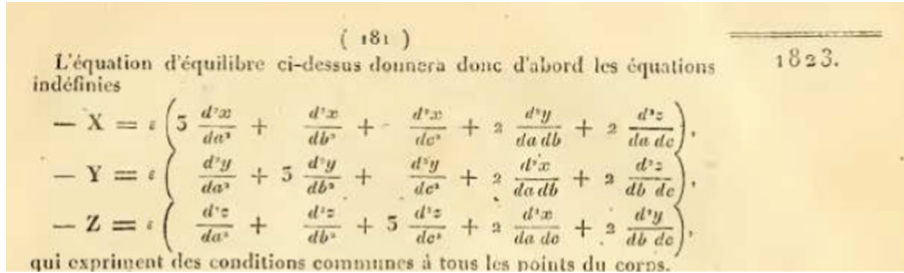 ( 181 )
1823.
L'équation d'équilibre ci-dessus donnera donc d'abord les équations
indéfinies
— X = ε ( 3 d²x/da² + d²x/db² + d²x/dc² + 2 d²y/da db + 2 d²z/da dc ),
— Y = ε ( d²y/da² + 3 d²y/db² + d²y/dc² + 2 d²x/da db + 2 d²z/db dc ),
— Z = ε ( d²z/da² + d²z/db² + 3 d²z/dc² + 2 d²x/da dc + 2 d²y/db dc ),
qui expriment des conditions communes à tous les points du corps.